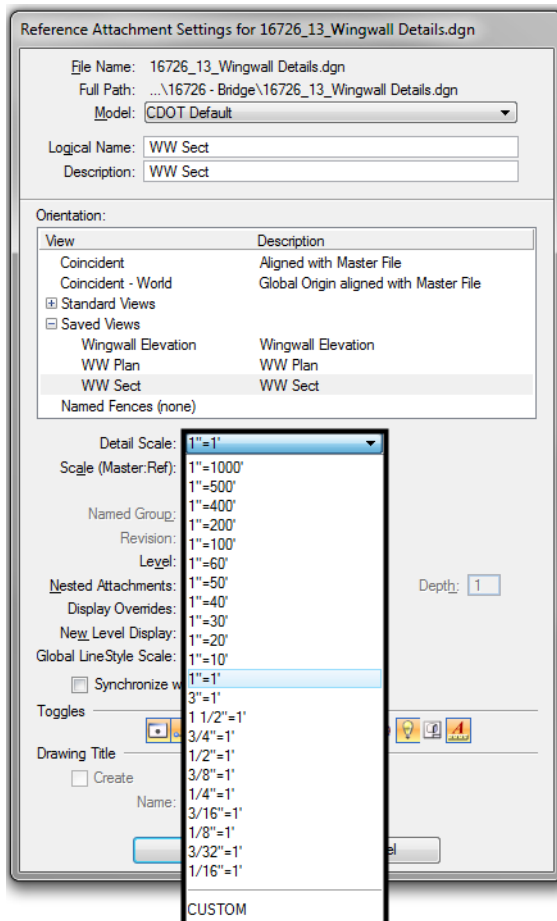 Reference Attachment Settings for 16726_13_Wingwall Details.dgn
File Name: 16726_13_Wingwall Details.dgn
Full Path: ...\16726 - Bridge\16726_13_Wingwall Details.dgn
Model: CDOT Default
Logical Name: WW Sect
Description: WW Sect
Orientation:
View Description
Coincident Aligned with Master File
Coincident - World Global Origin aligned with Master File
Standard Views
Saved Views
Wingwall Elevation Wingwall Elevation
WW Plan WW Plan
WW Sect WW Sect
Named Fences (none)
Detail Scale: 1"=1'
Scale (Master:Ref): 1"=1000'
1"=500'
1"=400'
Named Group: 1"=200'
Revision: 1"=100'
Level: 1"=60'
Nested Attachments: 1"=50' Depth: 1
Display Overrides: 1"=40'
New Level Display: 1"=30'
1"=20'
Global LineStyle Scale: 1"=10'
Synchronize w 1"=1'
3"=1'
Toggles 1 1/2"=1'
3/4"=1'
Drawing Title 1/2"=1'
Create 3/8"=1'
1/4"=1'
Name: 3/16"=1'
1/8"=1'
3/32"=1' el
1/16"=1'
CUSTOM